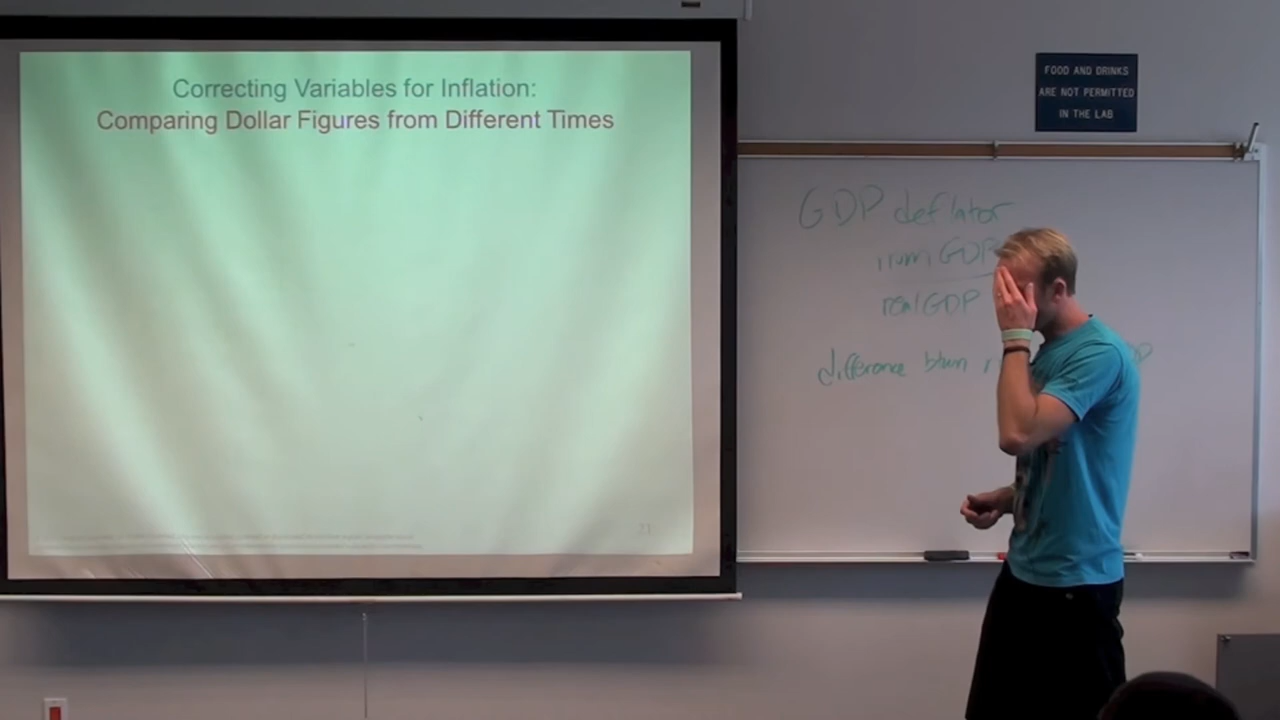 Correcting Variables for Inflation:
Comparing Dollar Figures from Different Times
21
FOOD AND DRINKS
ARE NOT PERMITTED
IN THE LAB
GDP deflator
nom GDP
real GDP
difference btwn